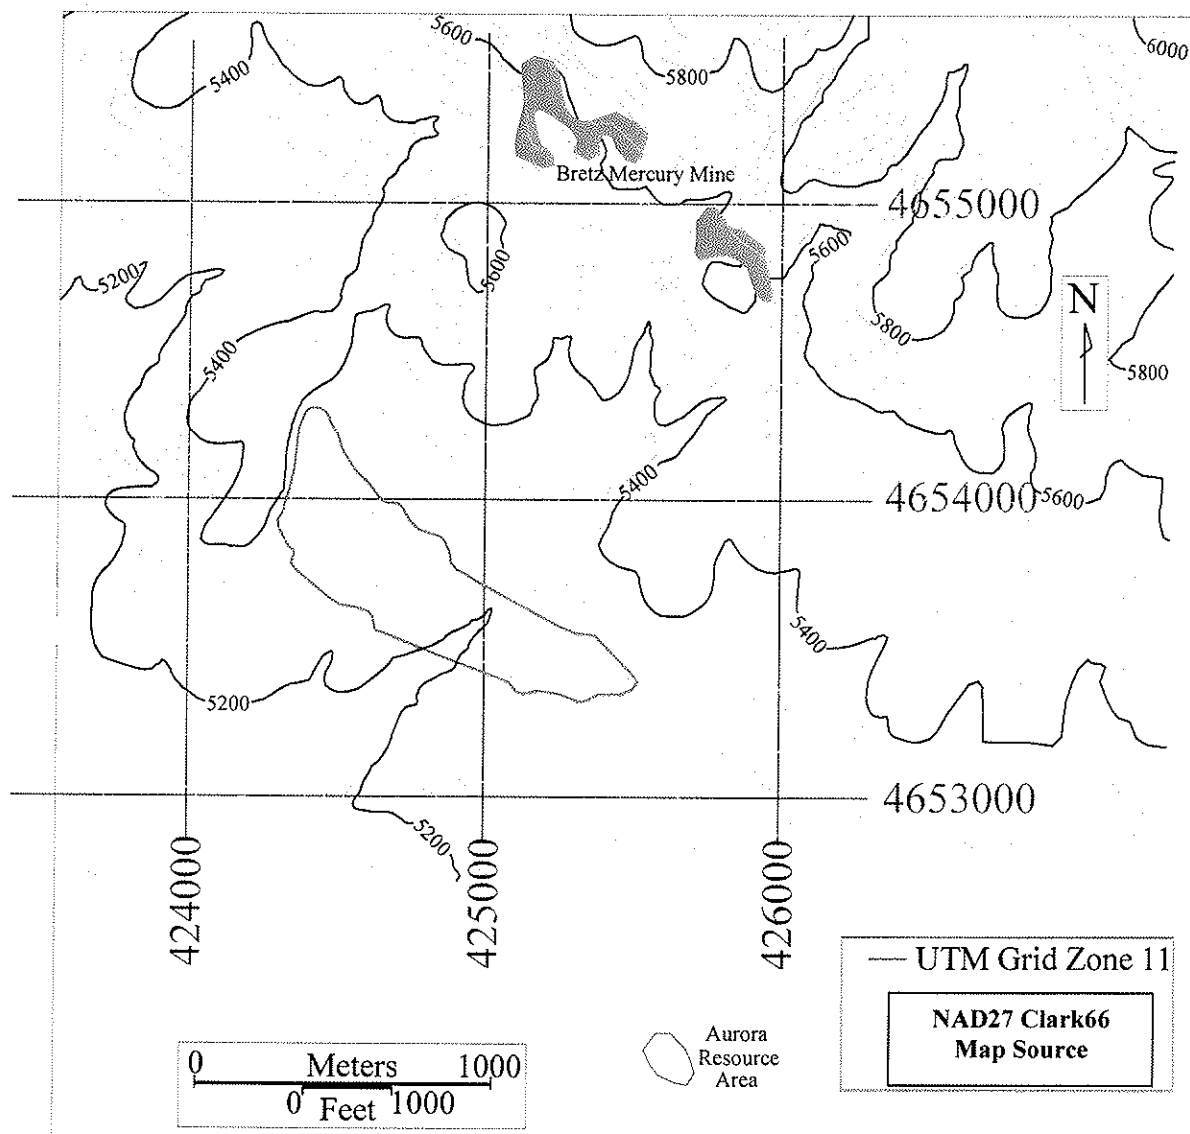 5600
6000
5400
5800
Bretz Mercury Mine
4655000
5200
5600
5600
N
5800
5400
5800
5400
4654000
5600
5400
5200
4653000
5200
424000
425000
426000
UTM Grid Zone 11
NAD27 Clark66
Map Source
Aurora
Resource
Area
0 Meters 1000
0 Feet 1000